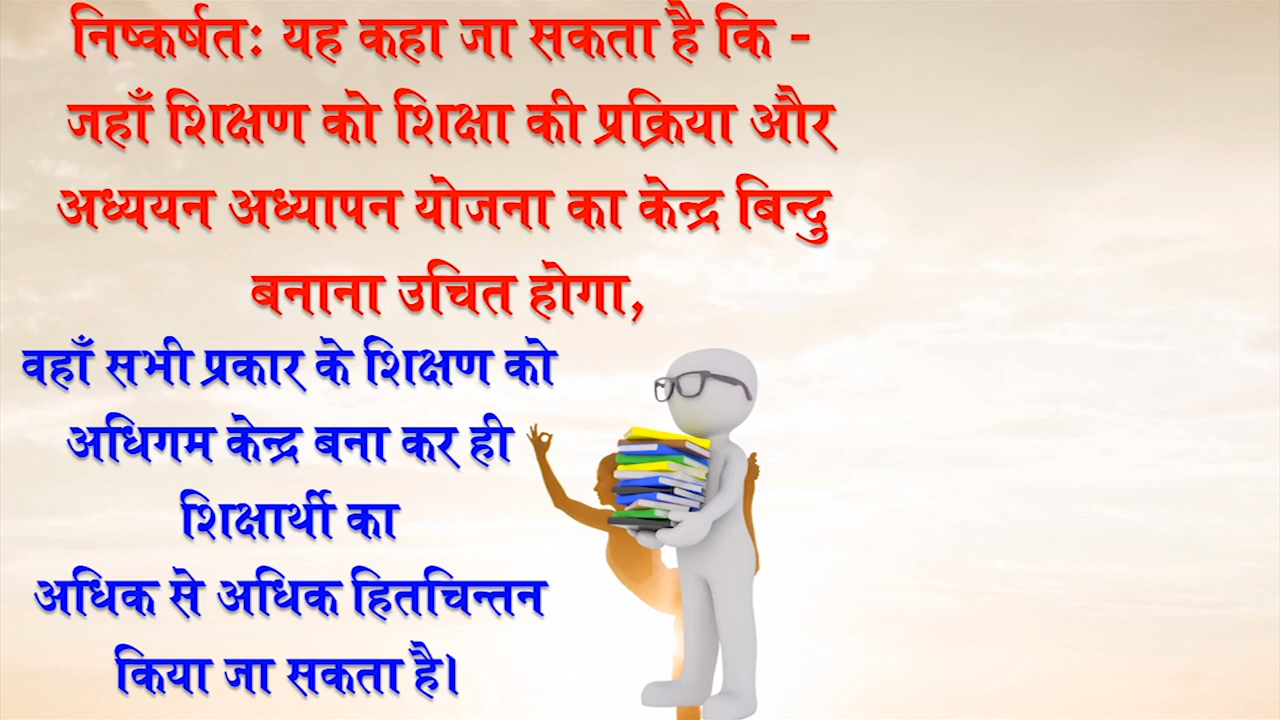 निष्कर्षतः यह कहा जा सकता है कि -
जहाँ शिक्षण को शिक्षा की प्रक्रिया और
अध्ययन अध्यापन योजना का केन्द्र बिन्दु
बनाना उचित होगा,
वहाँ सभी प्रकार के शिक्षण को
अधिगम केन्द्र बना कर ही
शिक्षार्थी का
अधिक से अधिक हितचिन्तन
किया जा सकता है।